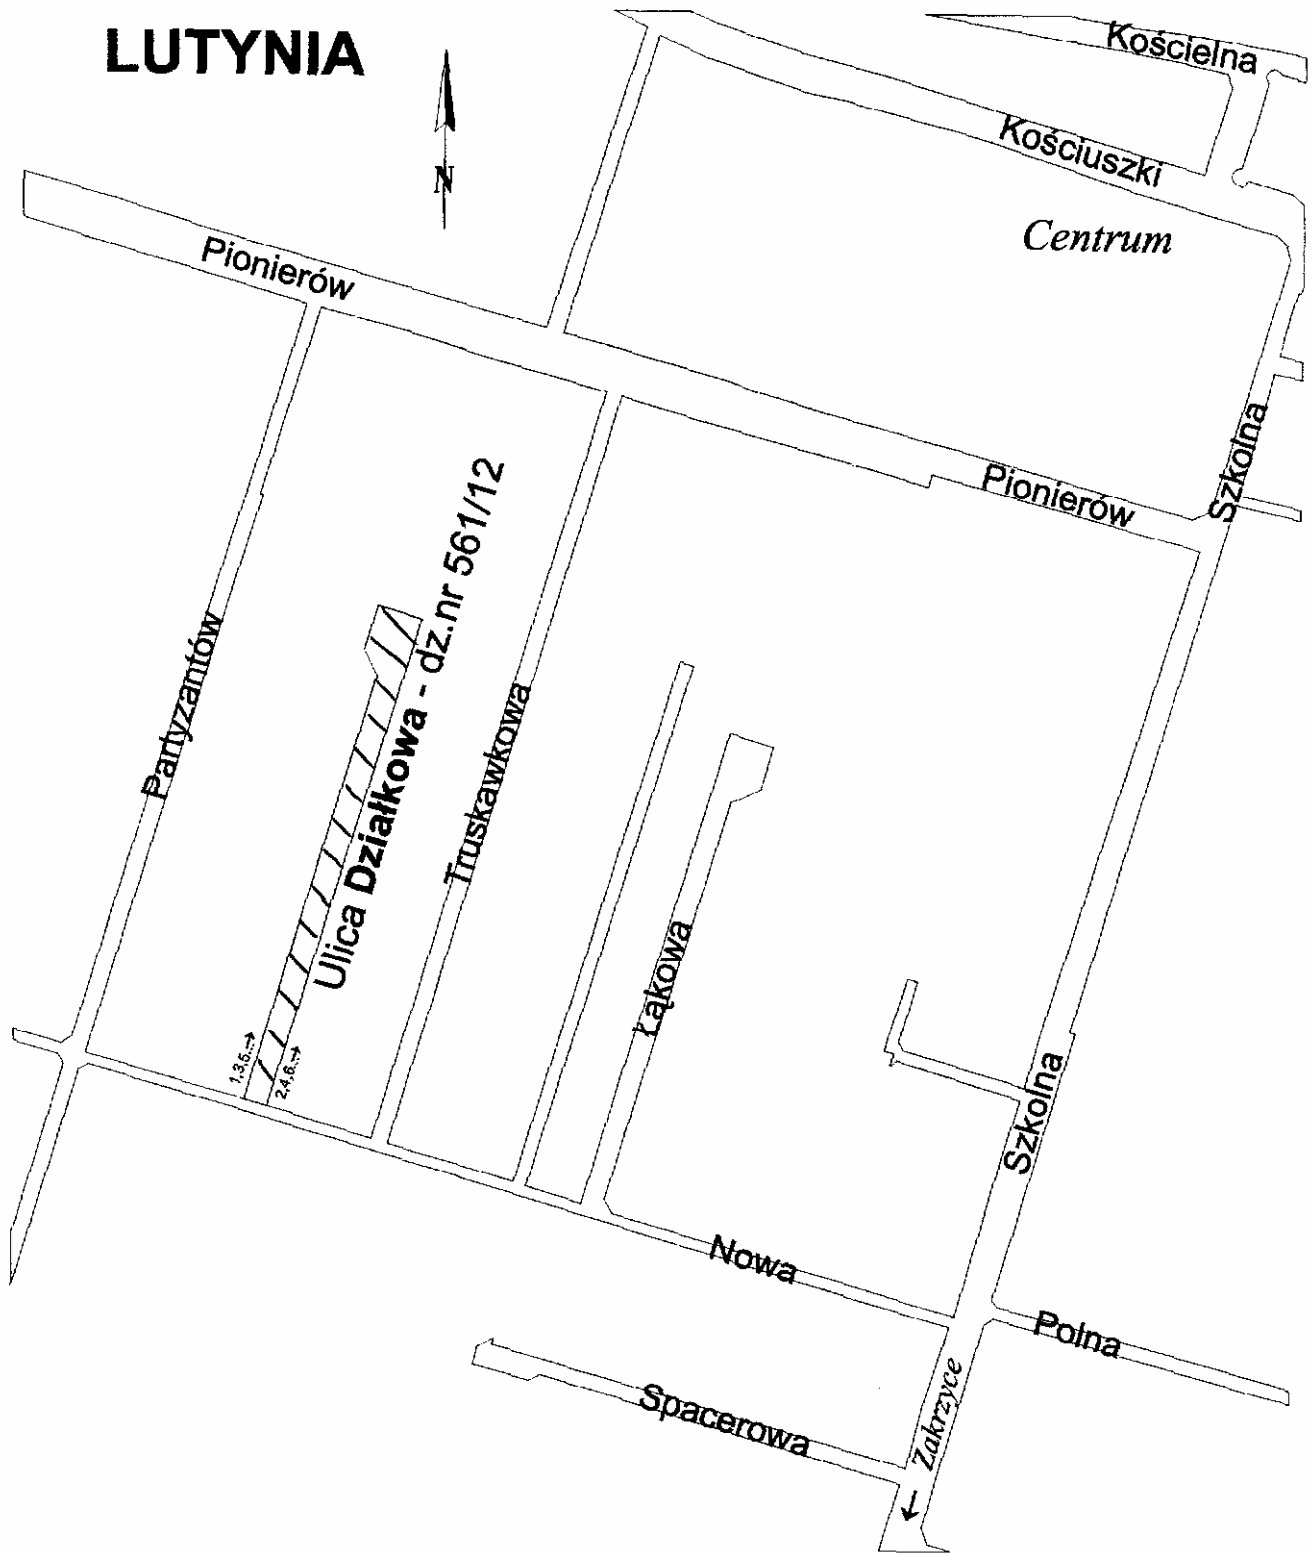 LUTYNIA
Kościelna
N
Kościuszki
Centrum
Pionierów
Szkolna
Pionierów
Ulica Działkowa - dz.nr 561/12
Partyzantów
Truskawkowa
Łąkowa
1,3,5...→
2,4,6...→
Szkolna
Nowa
Polna
Zakrzyce
Spacerowa